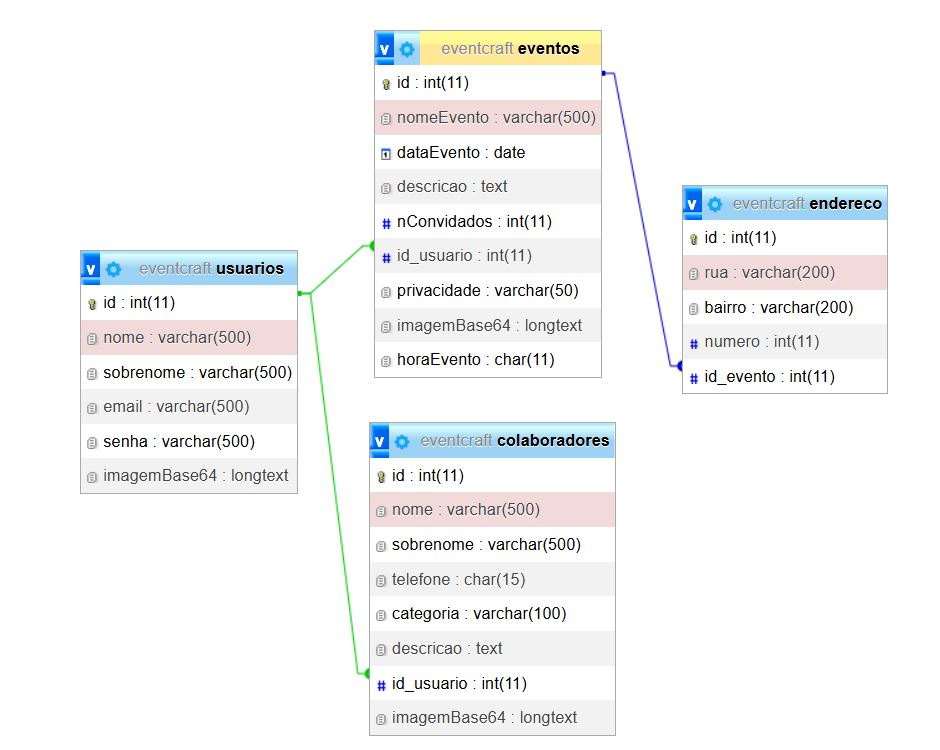 v eventcraft eventos
id : int(11)
nomeEvento : varchar(500)
1 dataEvento : date
descricao : text
# nConvidados : int(11)
# id_usuario : int(11)
privacidade : varchar(50)
imagemBase64 : longtext
horaEvento : char(11)
v eventcraft endereco
id : int(11)
rua : varchar(200)
bairro : varchar(200)
# numero : int(11)
# id_evento : int(11)
v eventcraft usuarios
id : int(11)
nome : varchar(500)
sobrenome : varchar(500)
email : varchar(500)
senha : varchar(500)
imagemBase64 : longtext
v eventcraft colaboradores
id : int(11)
nome : varchar(500)
sobrenome : varchar(500)
telefone : char(15)
categoria : varchar(100)
descricao : text
# id_usuario : int(11)
imagemBase64 : longtext